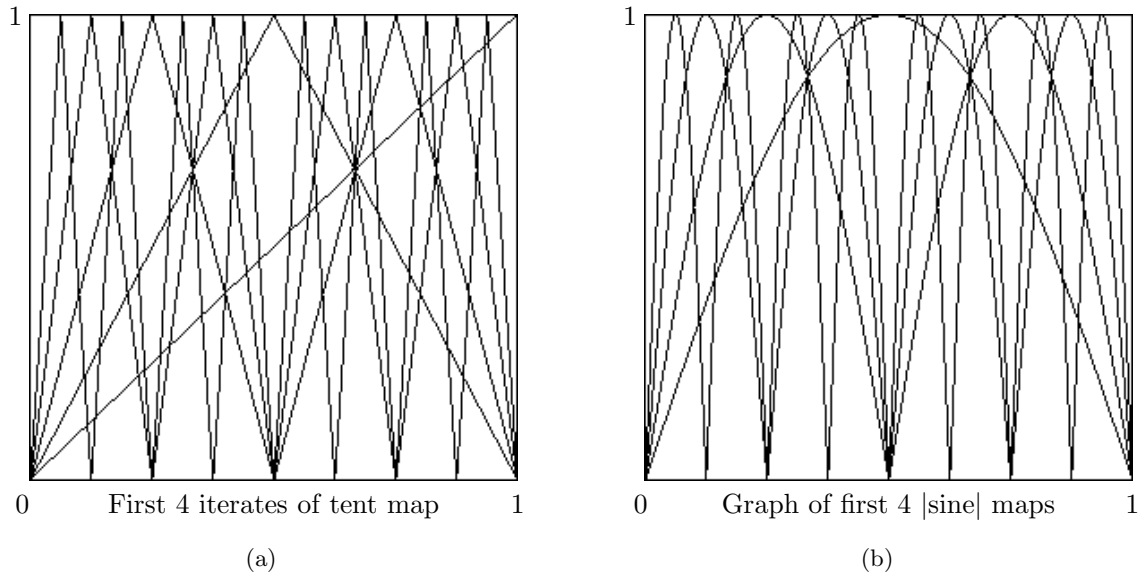 1
1
0 First 4 iterates of tent map 1
0 Graph of first 4 |sine| maps 1
(a)
(b)